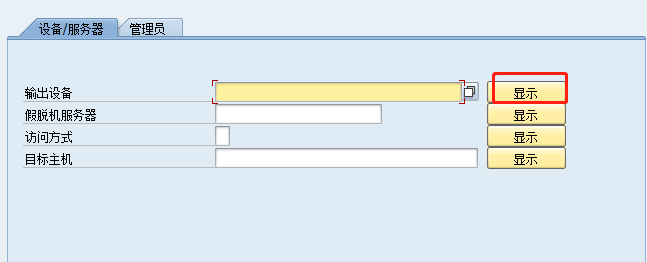 设备/服务器 管理员
输出设备 显示
假脱机服务器 显示
访问方式 显示
目标主机 显示